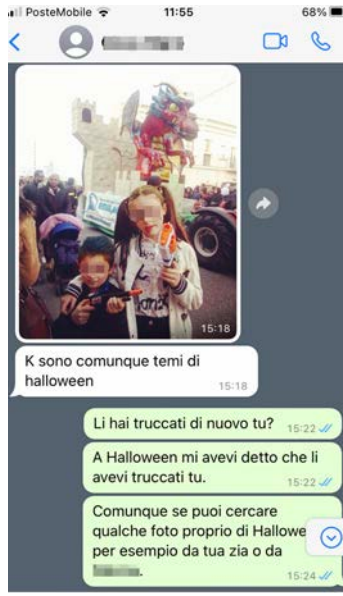 PosteMobile
11:55
68%
15:18
K sono comunque temi di
halloween
15:18
Li hai truccati di nuovo tu?
15:22
A Halloween mi avevi detto che li
avevi truccati tu.
15:22
Comunque se puoi cercare
qualche foto proprio di Hallowe
per esempio da tua zia o da
15:24